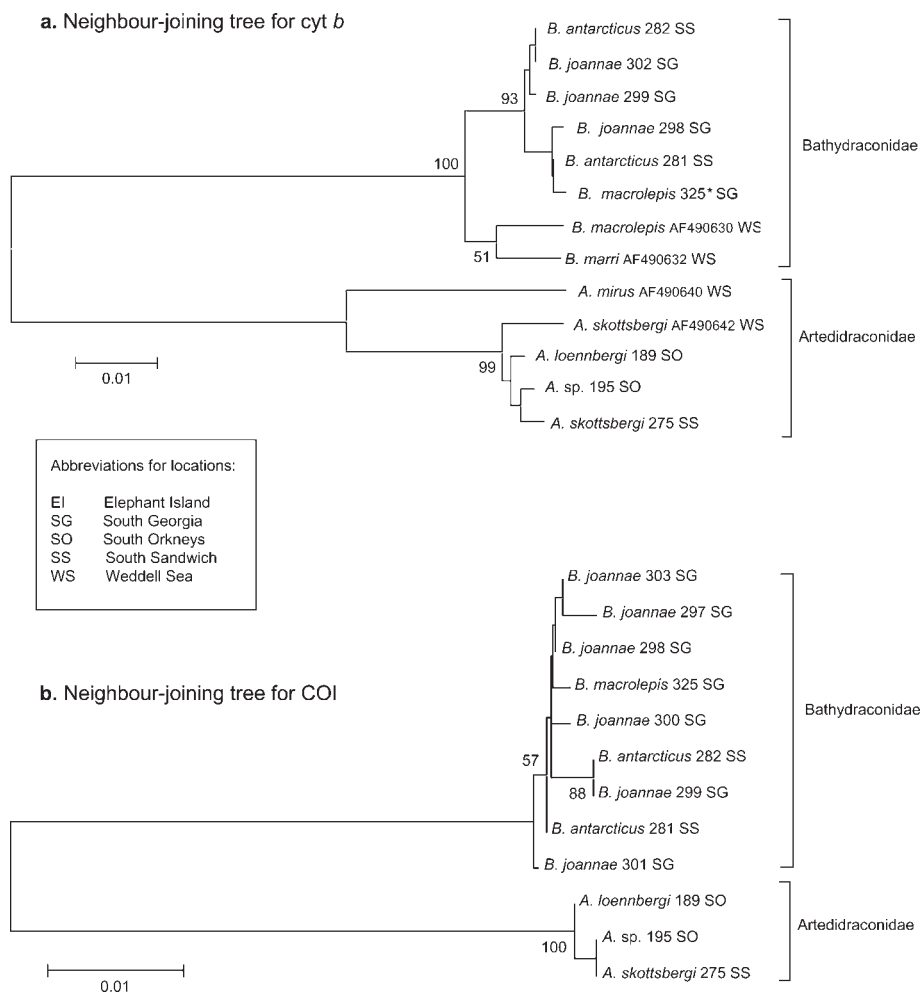 a. Neighbour-joining tree for cyt b
B. antarcticus 282 SS
B. joannae 302 SG
B. joannae 299 SG
93
B. joannae 298 SG
Bathydraconidae
100
B. antarcticus 281 SS
B. macrolepis 325* SG
B. macrolepis AF490630 WS
51
B. marri AF490632 WS
A. mirus AF490640 WS
A. skottsbergi AF490642 WS
Artedidraconidae
A. loennbergi 189 SO
99
0.01
A. sp. 195 SO
A. skottsbergi 275 SS
Abbreviations for locations:
EI Elephant Island
SG South Georgia
SO South Orkneys
SS South Sandwich
WS Weddell Sea
b. Neighbour-joining tree for COI
B. joannae 303 SG
B. joannae 297 SG
B. joannae 298 SG
B. macrolepis 325 SG
Bathydraconidae
B. joannae 300 SG
57
B. antarcticus 282 SS
88
B. joannae 299 SG
B. antarcticus 281 SS
B. joannae 301 SG
A. loennbergi 189 SO
Artedidraconidae
100
A. sp. 195 SO
A. skottsbergi 275 SS
0.01